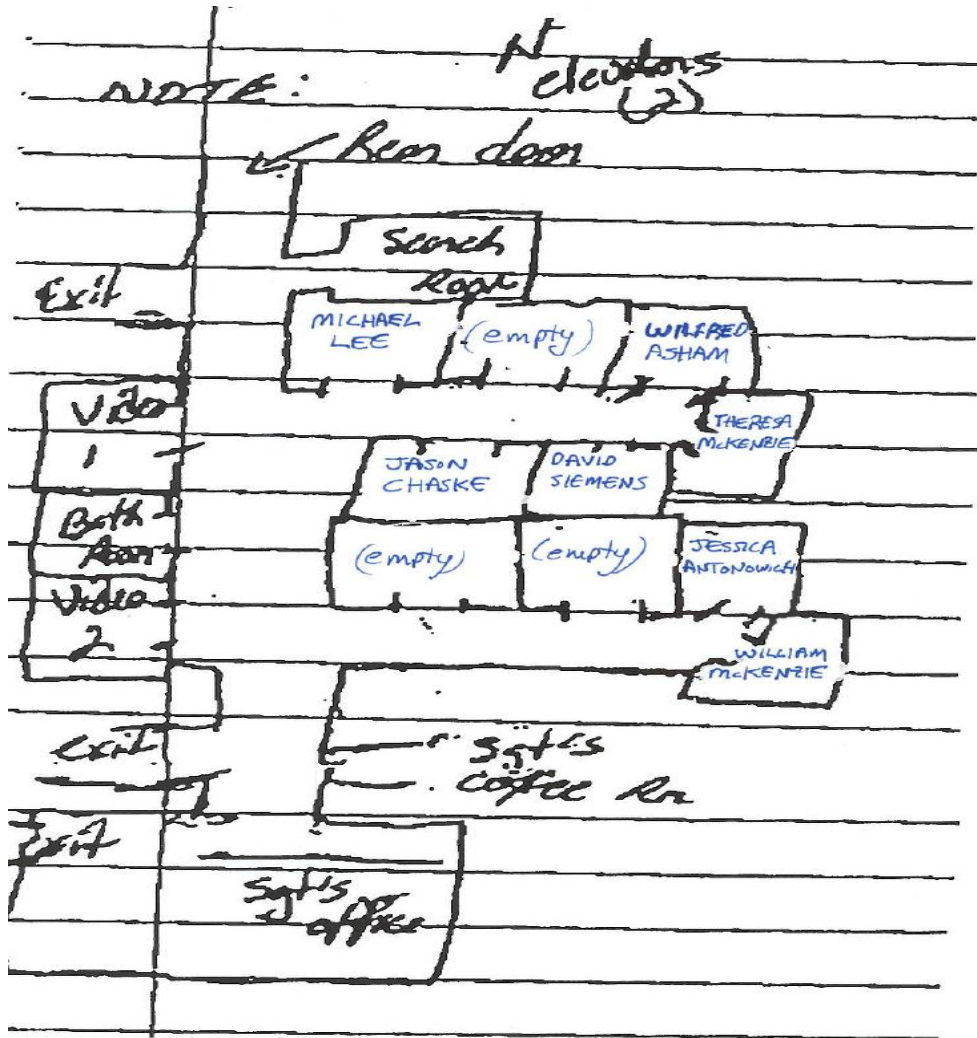 N
elevators
(2)
NOTE:
Rear door
Search
Room
Exit
MICHAEL
LEE
(empty)
WILFRED
ASHAM
Video
1
THERESA
McKENZIE
JASON
CHASKE
DAVID
SIEMENS
Bath
Room
(empty)
(empty)
JESSICA
ANTONOWICH
Video
2
WILLIAM
McKENZIE
exit
sgt's
coffee Rm
Exit
Sgt's
office